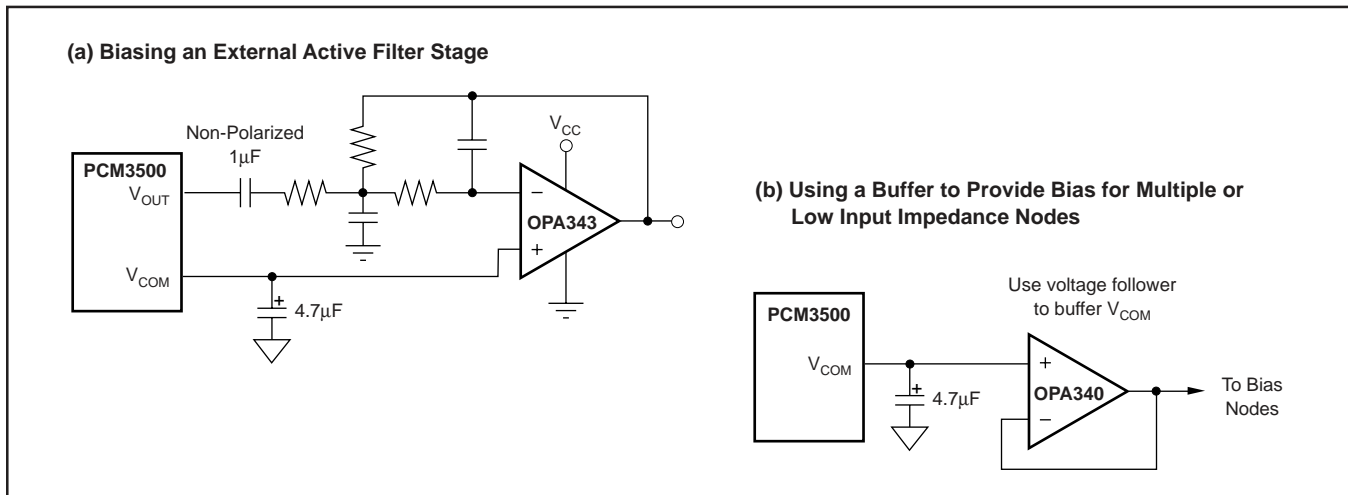 (a) Biasing an External Active Filter Stage
Non-Polarized
1µF
PCM3500
VOUT
VCOM
+
4.7µF
VCC
−
OPA343
+
(b) Using a Buffer to Provide Bias for Multiple or
Low Input Impedance Nodes
Use voltage follower
to buffer VCOM
PCM3500
VCOM
+
4.7µF
+
OPA340
−
To Bias
Nodes